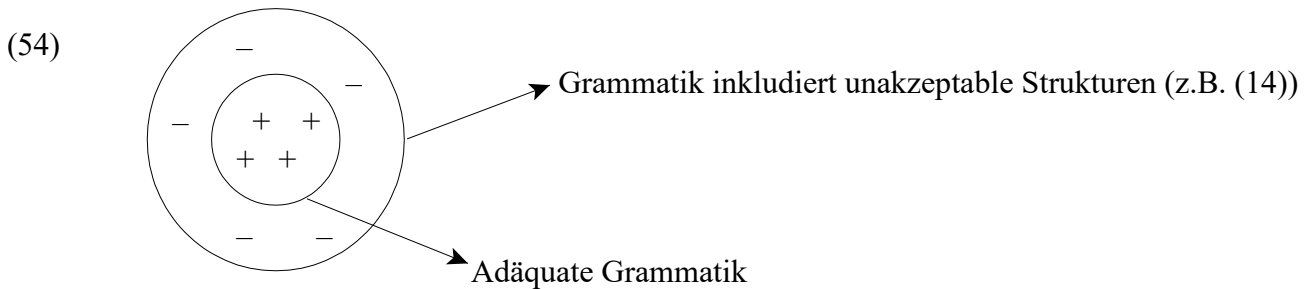 (54)
–
–
Grammatik inkludiert unakzeptable Strukturen (z.B. (14))
– + +
+ +
– –
Adäquate Grammatik